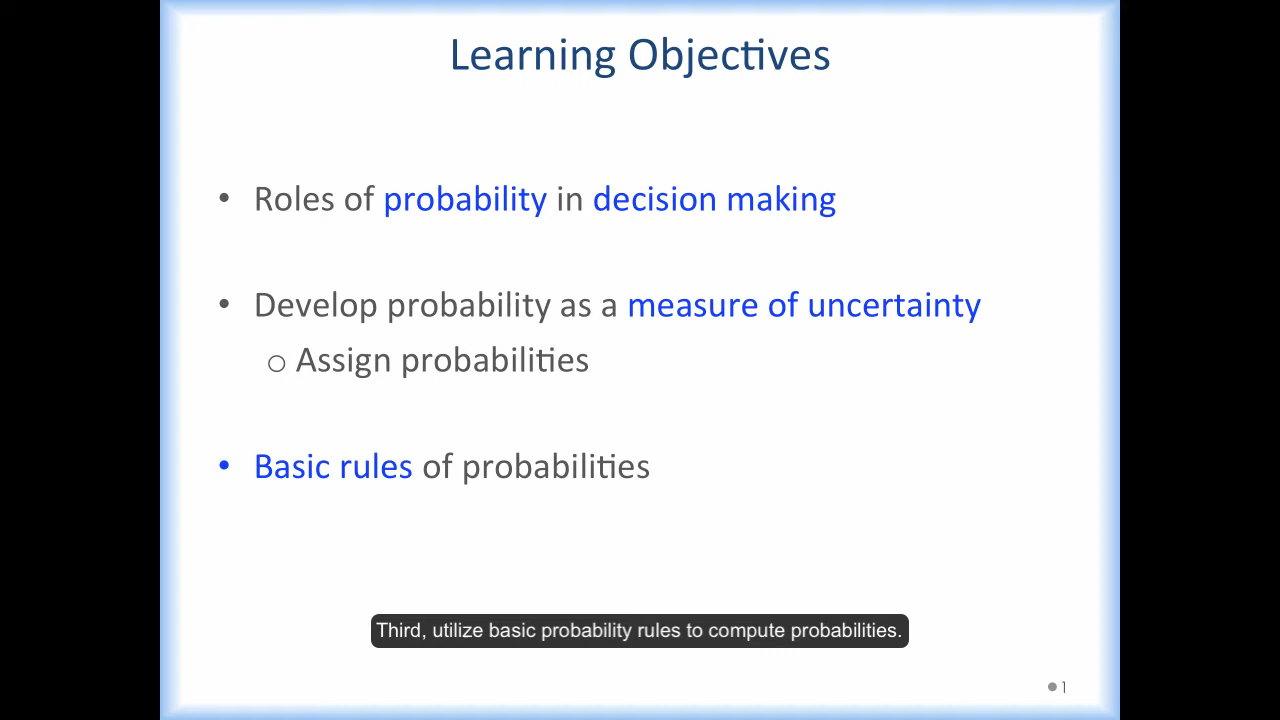 Learning Objectives
• Roles of probability in decision making
• Develop probability as a measure of uncertainty
o Assign probabilities
• Basic rules of probabilities
Third, utilize basic probability rules to compute probabilities.
● 1